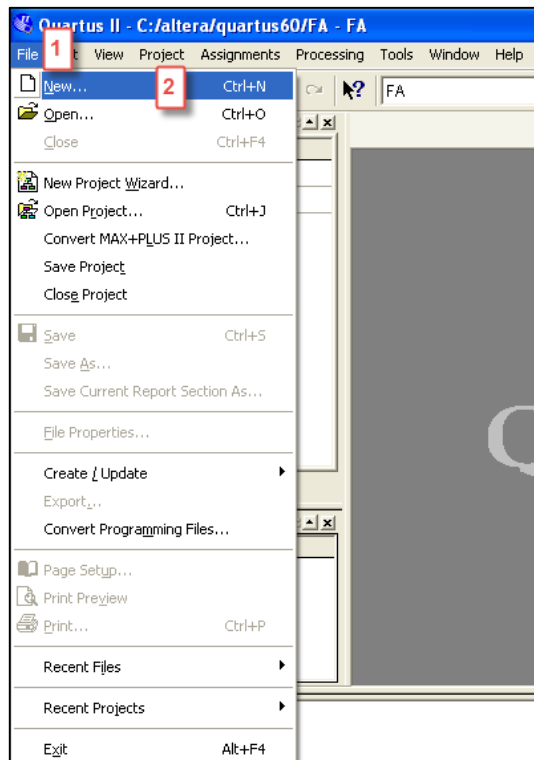 Quartus II - C:/altera/quartus60/FA - FA
File 1 t View Project Assignments Processing Tools Window Help
New... 2 Ctrl+N
FA
Open... Ctrl+O
Close Ctrl+F4
New Project Wizard...
Open Project... Ctrl+J
Convert MAX+PLUS II Project...
Save Project
Close Project
Save Ctrl+S
Save As...
Save Current Report Section As...
File Properties...
Create / Update
Export...
Convert Programming Files...
Page Setup...
Print Preview
Print... Ctrl+P
Recent Files
Recent Projects
Exit Alt+F4
Q